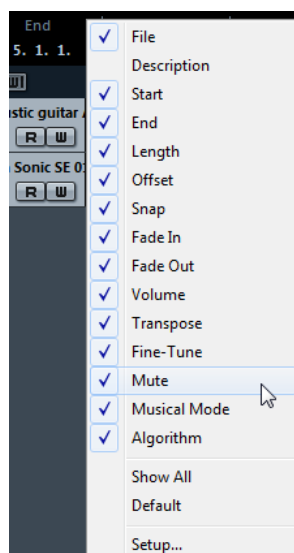 End
5. 1. 1.
File
Description
Start
stic guitar
End
R W
Length
Sonic SE 01
Offset
R W
Snap
Fade In
Fade Out
Volume
Transpose
Fine-Tune
Mute
Musical Mode
Algorithm
Show All
Default
Setup...